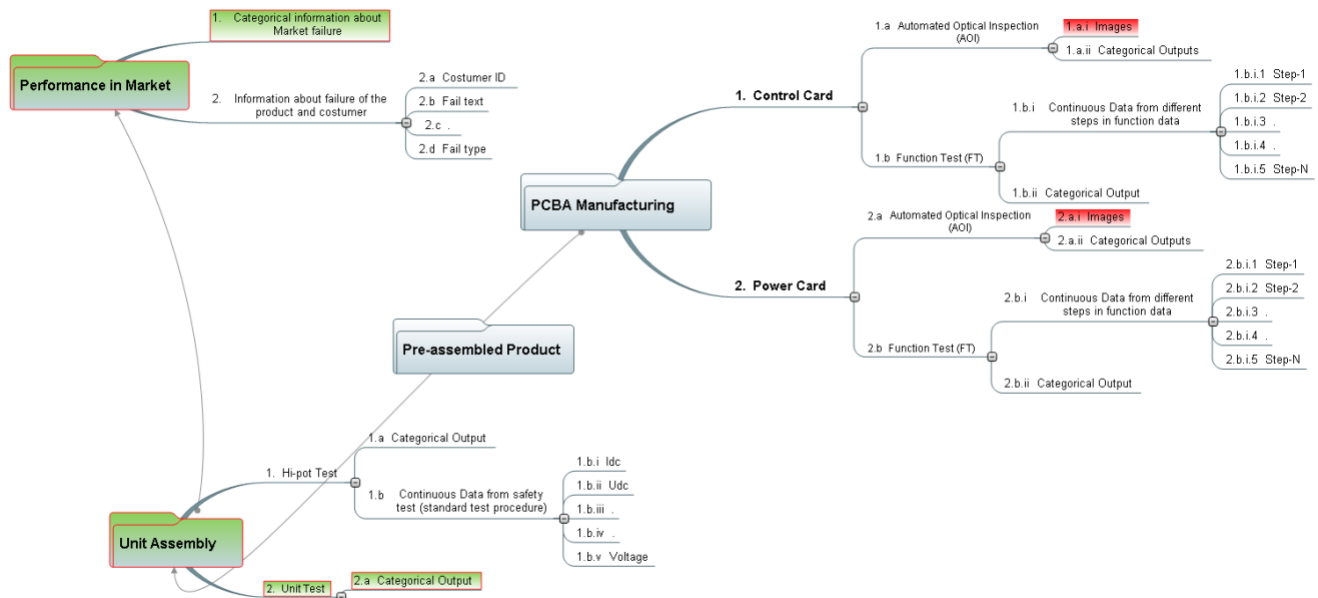 1. Categorical information about
Market failure
Performance in Market
2. Information about failure of the
product and costumer
2.a Costumer ID
2.b Fail text
2.c .
2.d Fail type
PCBA Manufacturing
1. Control Card
1.a Automated Optical Inspection
(AOI)
1.a.i Images
1.a.ii Categorical Outputs
1.b Function Test (FT)
1.b.i Continuous Data from different
steps in function data
1.b.i.1 Step-1
1.b.i.2 Step-2
1.b.i.3 .
1.b.i.4 .
1.b.i.5 Step-N
1.b.ii Categorical Output
2. Power Card
2.a Automated Optical Inspection
(AOI)
2.a.i Images
2.a.ii Categorical Outputs
2.b Function Test (FT)
2.b.i Continuous Data from different
steps in function data
2.b.i.1 Step-1
2.b.i.2 Step-2
2.b.i.3 .
2.b.i.4 .
2.b.i.5 Step-N
2.b.ii Categorical Output
Pre-assembled Product
Unit Assembly
1. Hi-pot Test
1.a Categorical Output
1.b Continuous Data from safety
test (standard test procedure)
1.b.i Idc
1.b.ii Udc
1.b.iii .
1.b.iv .
1.b.v Voltage
2. Unit Test
2.a Categorical Output